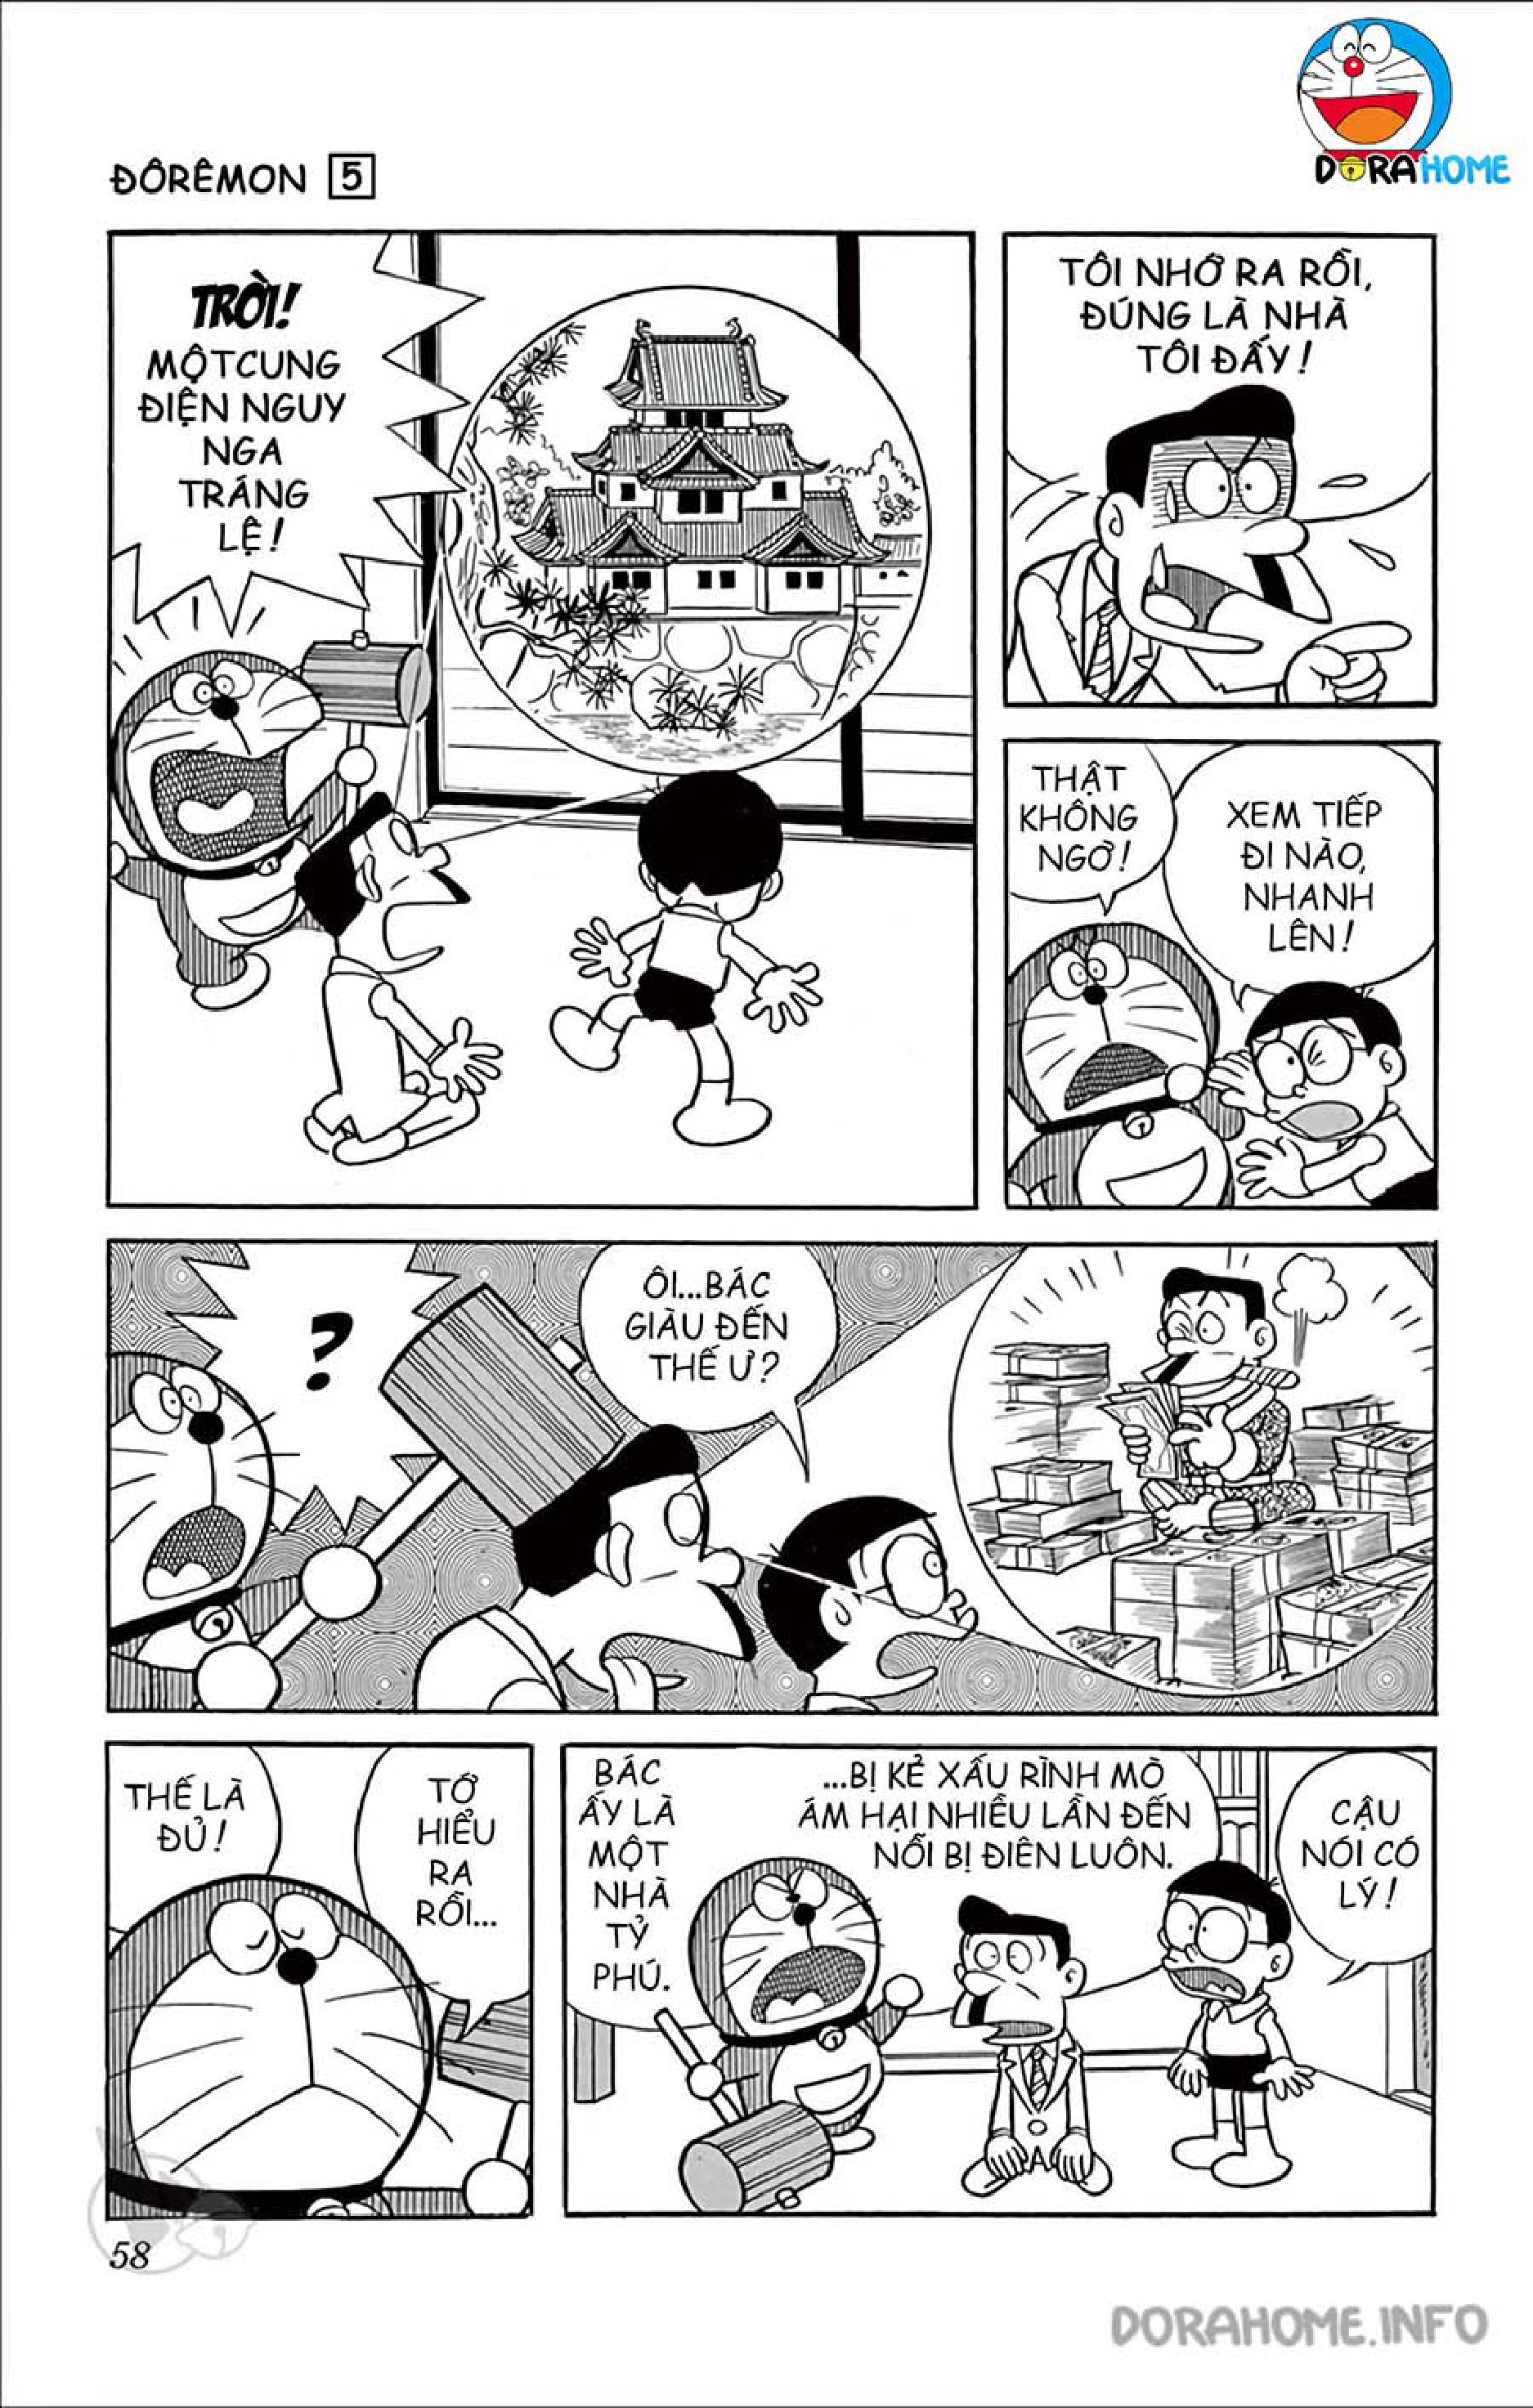 DORAHOME
ĐÔRÊMON 5
TRỜI!
MỘTCUNG
ĐIỆN NGUY
NGA
TRÁNG
LỆ!
TÔI NHỚ RA RỒI,
ĐÚNG LÀ NHÀ
TÔI ĐẤY!
THẬT
KHÔNG
NGỜ!
XEM TIẾP
ĐI NÀO,
NHANH
LÊN!
?
ÔI...BÁC
GIÀU ĐẾN
THẾ Ư?
THẾ LÀ
ĐỦ!
TỚ
HIỂU
RA
RỒI...
BÁC
ẤY LÀ
MỘT
NHÀ
TỶ
PHÚ.
...BỊ KẺ XẤU RÌNH MÒ
ÁM HẠI NHIỀU LẦN ĐẾN
NỖI BỊ ĐIÊN LUÔN.
CẬU
NÓI CÓ
LÝ!
58
DORAHOME.INFO